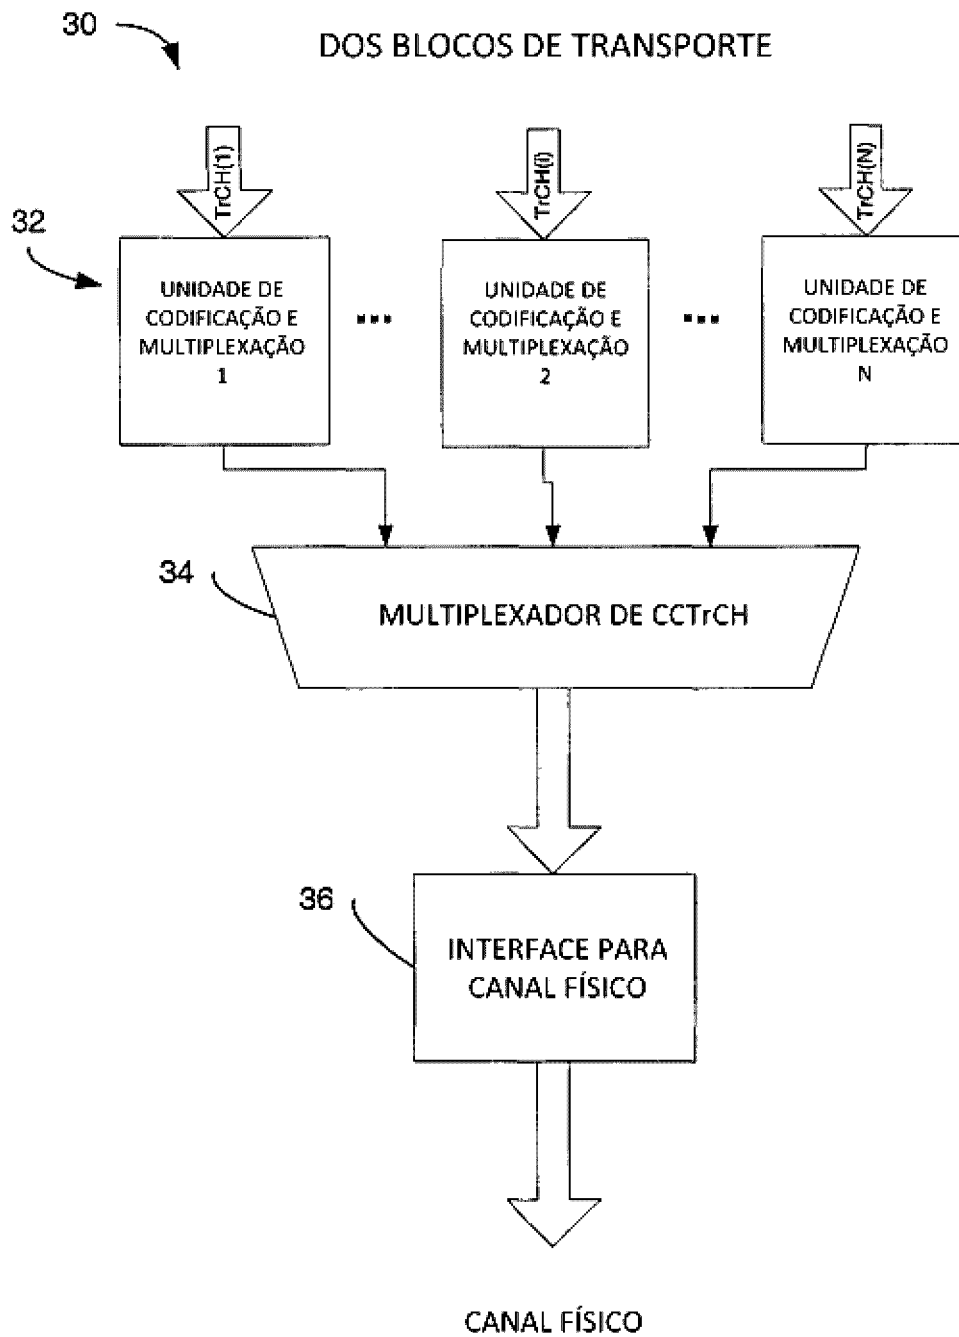 30
DOS BLOCOS DE TRANSPORTE
TrCH(1)
TrCH(i)
TrCH(N)
32
UNIDADE DE
CODIFICAÇÃO E
MULTIPLEXAÇÃO
1
...
UNIDADE DE
CODIFICAÇÃO E
MULTIPLEXAÇÃO
2
...
UNIDADE DE
CODIFICAÇÃO E
MULTIPLEXAÇÃO
N
34
MULTIPLEXADOR DE CCTrCH
36
INTERFACE PARA
CANAL FÍSICO
CANAL FÍSICO